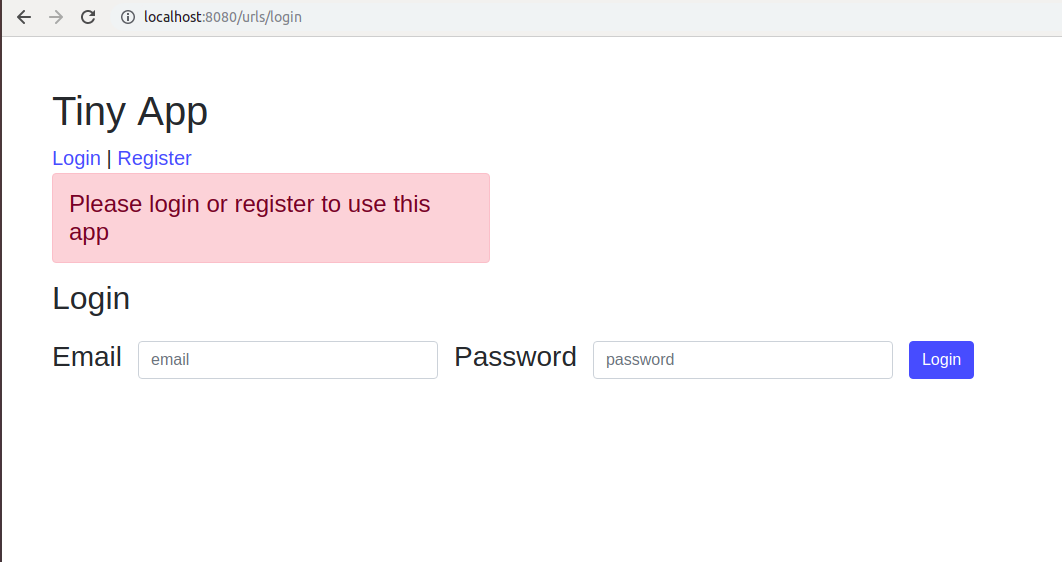 localhost:8080/urls/login
Tiny App
Login | Register
Please login or register to use this
app
Login
Email email Password password Login